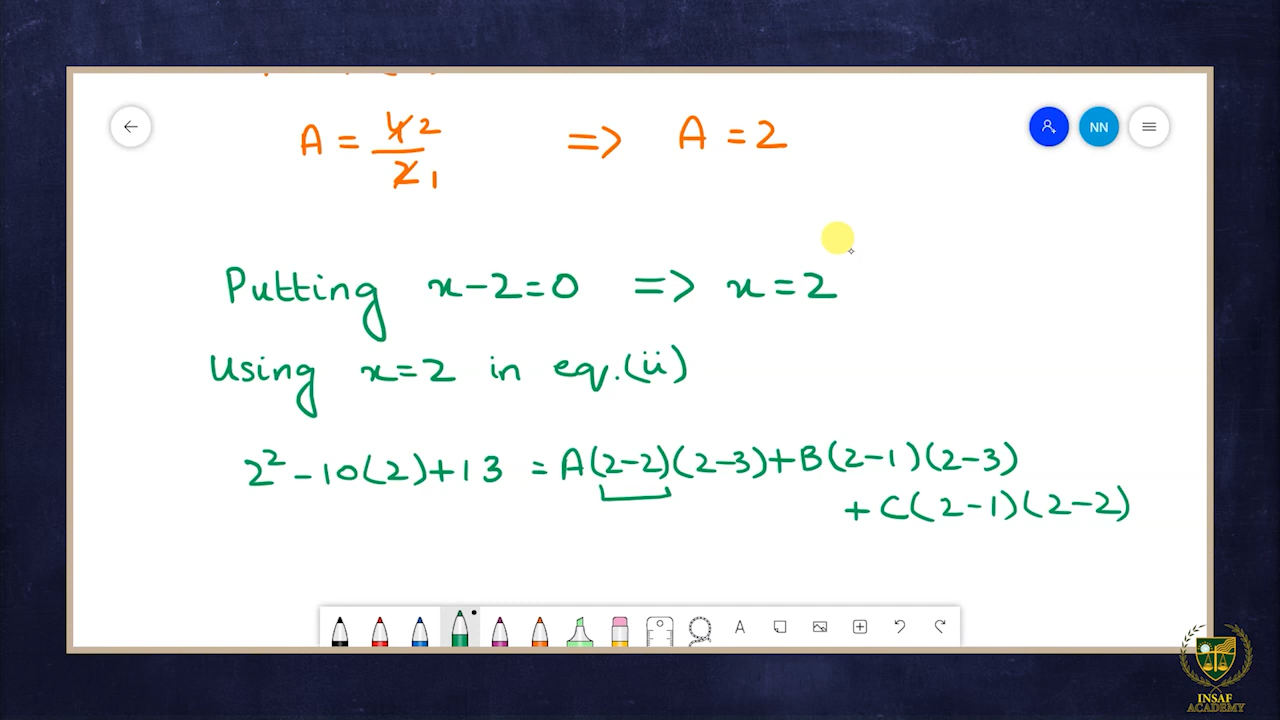 A = 4 2 / 2 1 => A = 2
NN
Putting x-2=0 => x=2
Using x=2 in eq.(ii)
2² - 10(2) + 13 = A(2-2)(2-3) + B(2-1)(2-3)
+ C(2-1)(2-2)
A
INSAF
ACADEMY